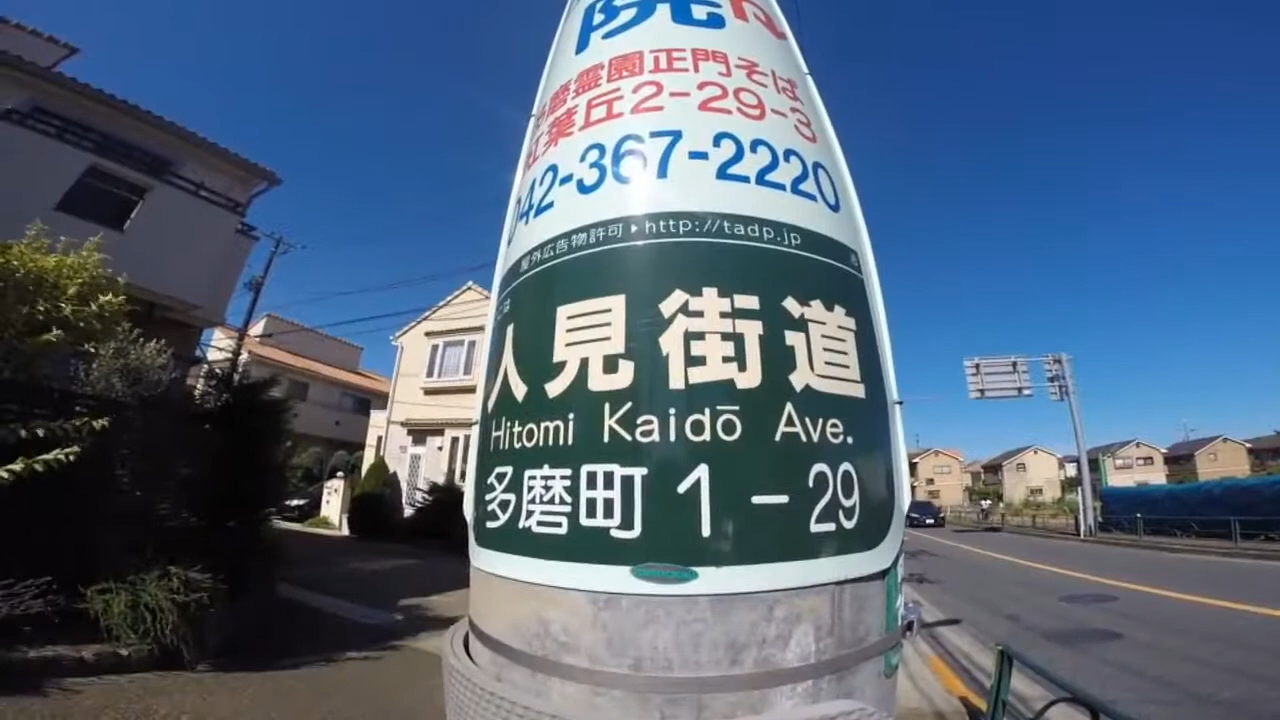 院
磨霊園正門そば
紅葉丘2-29-3
042-367-2220
屋外広告物許可▶http://tadp.jp
人見街道
Hitomi Kaidō Ave.
多磨町1-29